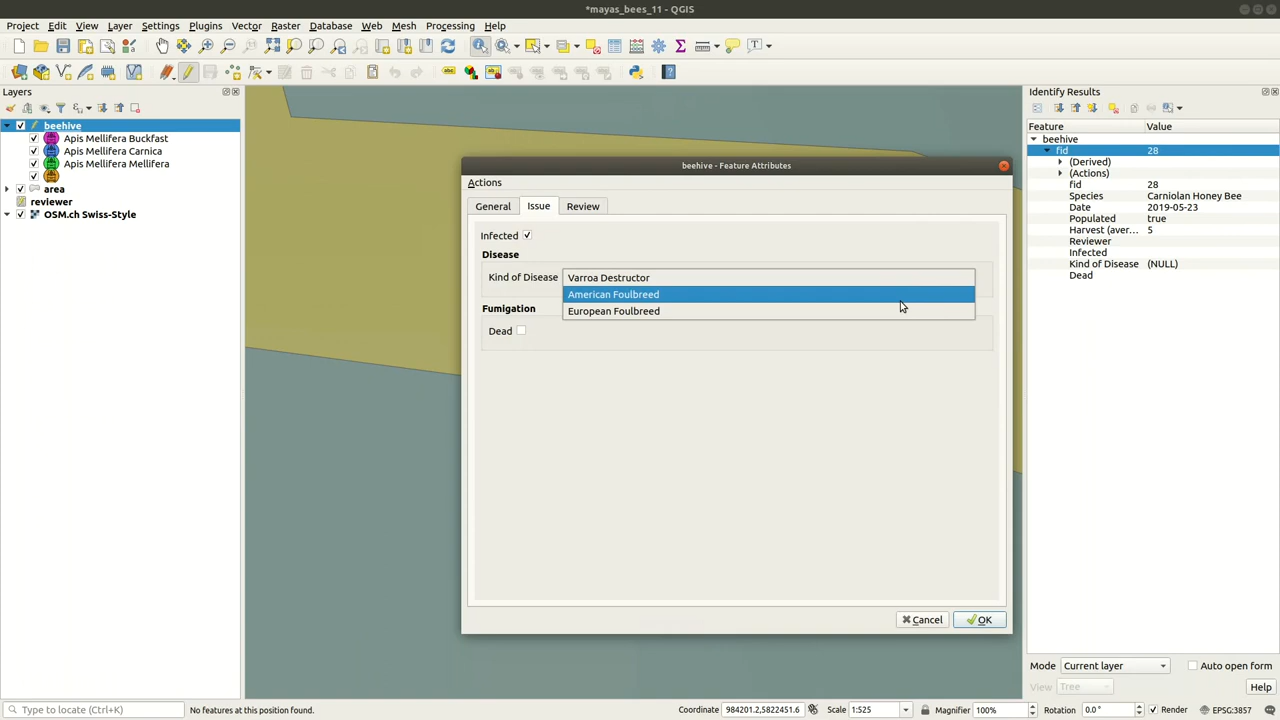 *mayas_bees_11 - QGIS
Project Edit View Layer Settings Plugins Vector Raster Database Web Mesh Processing Help
Layers
beehive
Apis Mellifera Buckfast
Apis Mellifera Carnica
Apis Mellifera Mellifera
area
reviewer
OSM.ch Swiss-Style
beehive - Feature Attributes
Actions
General Issue Review
Infected
Disease
Kind of Disease
Varroa Destructor
American Foulbreed
European Foulbreed
Fumigation
Dead
Cancel OK
Identify Results
Feature Value
beehive
fid 28
(Derived)
(Actions)
fid 28
Species Carniolan Honey Bee
Date 2019-05-23
Populated true
Harvest (aver... 5
Reviewer
Infected
Kind of Disease (NULL)
Dead
Mode Current layer Auto open form
View Tree Help
Type to locate (Ctrl+K) No features at this position found. Coordinate 984201.2,5822451.6 Scale 1:525 Magnifier 100% Rotation 0.0 ° Render EPSG:3857